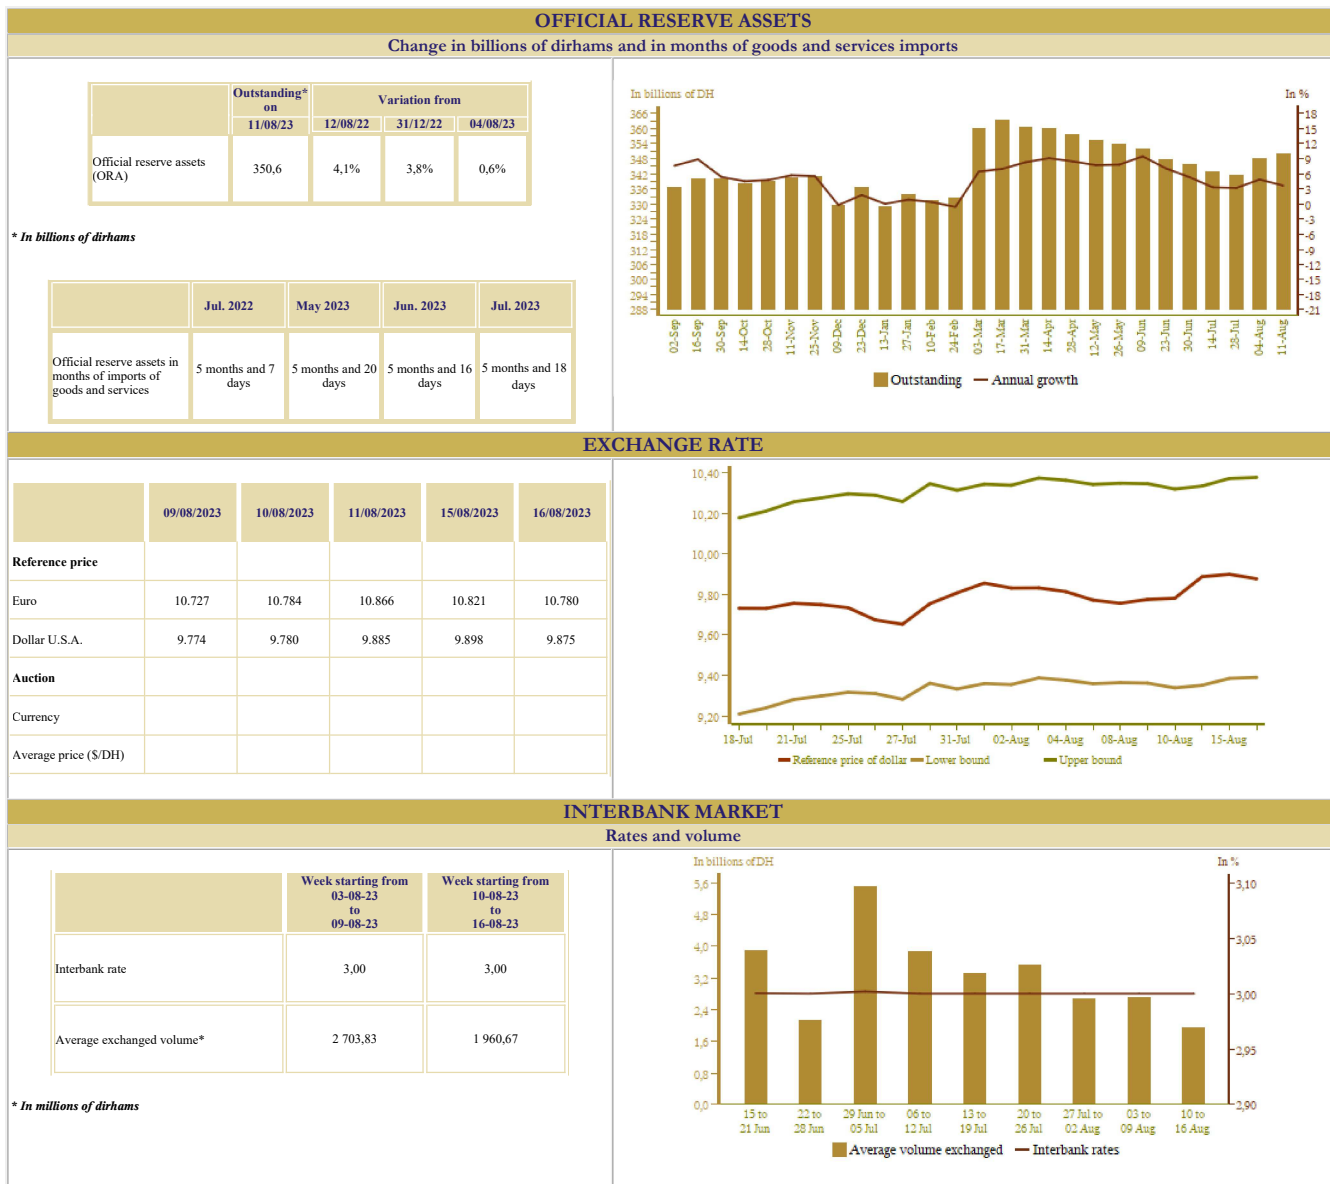 OFFICIAL RESERVE ASSETS
Change in billions of dirhams and in months of goods and services imports
Outstanding* on
Variation from
11/08/23 12/08/22 31/12/22 04/08/23
Official reserve assets (ORA) 350,6 4,1% 3,8% 0,6%
* In billions of dirhams
Jul. 2022 May 2023 Jun. 2023 Jul. 2023
Official reserve assets in months of imports of goods and services 5 months and 7 days 5 months and 20 days 5 months and 16 days 5 months and 18 days
In billions of DH
In %
366
360
354
348
342
336
330
324
318
312
306
300
294
288
18
15
12
9
6
3
0
-3
-6
-9
-12
-15
-18
-21
02-Sep 16-Sep 30-Sep 14-Oct 28-Oct 11-Nov 25-Nov 09-Dec 23-Dec 13-Jan 27-Jan 10-Feb 24-Feb 03-Mar 17-Mar 31-Mar 14-Apr 28-Apr 12-May 26-May 09-Jun 23-Jun 30-Jun 14-Jul 28-Jul 04-Aug 11-Aug
Outstanding Annual growth
EXCHANGE RATE
09/08/2023 10/08/2023 11/08/2023 15/08/2023 16/08/2023
Reference price
Euro 10.727 10.784 10.866 10.821 10.780
Dollar U.S.A. 9.774 9.780 9.885 9.898 9.875
Auction
Currency
Average price ($/DH)
10,40
10,20
10,00
9,80
9,60
9,40
9,20
18-Jul 21-Jul 25-Jul 27-Jul 31-Jul 02-Aug 04-Aug 08-Aug 10-Aug 15-Aug
Reference price of dollar Lower bound Upper bound
INTERBANK MARKET
Rates and volume
Week starting from 03-08-23 to 09-08-23
Week starting from 10-08-23 to 16-08-23
Interbank rate 3,00 3,00
Average exchanged volume* 2 703,83 1 960,67
* In millions of dirhams
In billions of DH
In %
5,6
4,8
4,0
3,2
2,4
1,6
0,8
0,0
3,10
3,05
3,00
2,95
2,90
15 to 21 Jun
22 to 28 Jun
29 Jun to 05 Jul
06 to 12 Jul
13 to 19 Jul
20 to 26 Jul
27 Jul to 02 Aug
03 to 09 Aug
10 to 16 Aug
Average volume exchanged Interbank rates